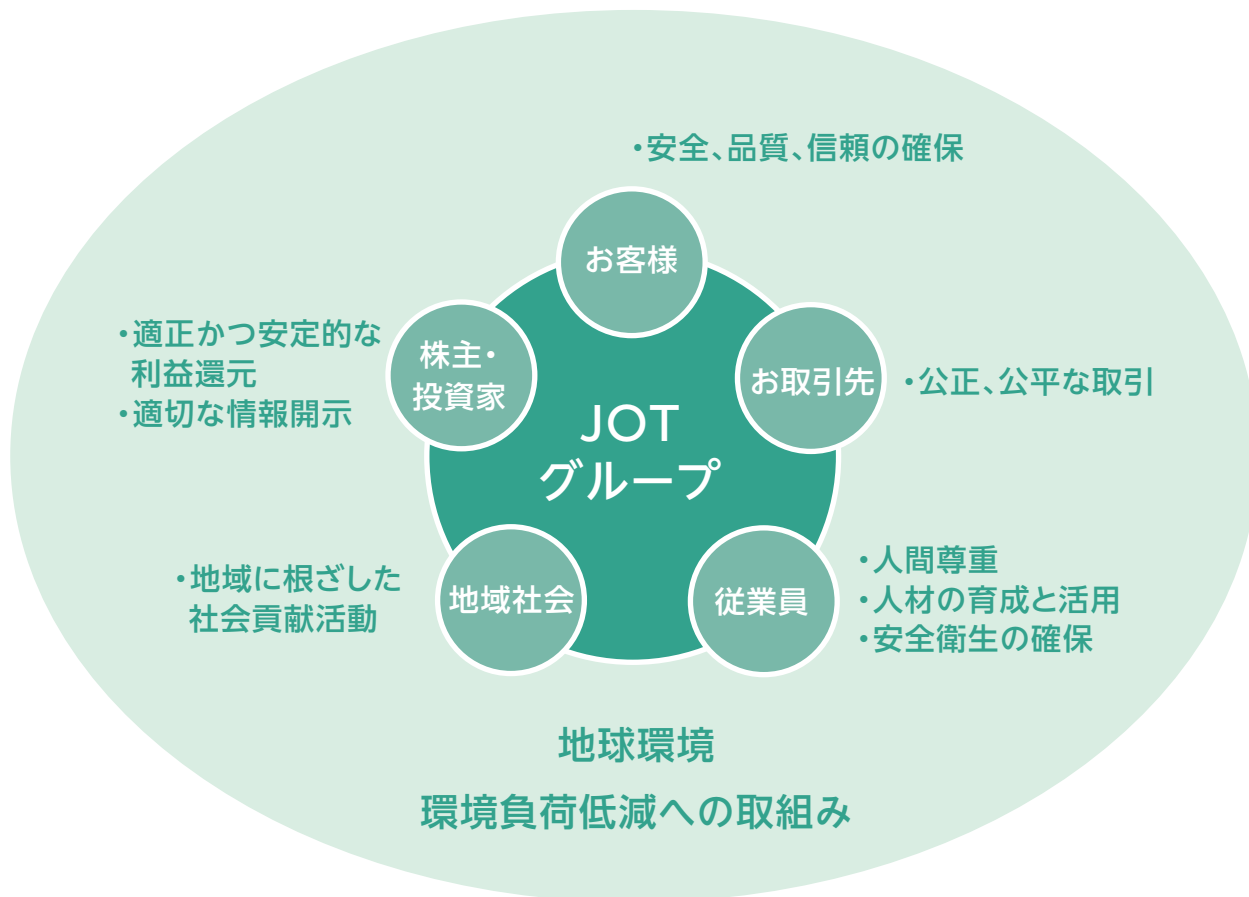 ・安全、品質、信頼の確保
お客様
・適正かつ安定的な
利益還元
・適切な情報開示
株主・
投資家
お取引先
・公正、公平な取引
JOT
グループ
・地域に根ざした
社会貢献活動
地域社会
従業員
・人間尊重
・人材の育成と活用
・安全衛生の確保
地球環境
環境負荷低減への取組み